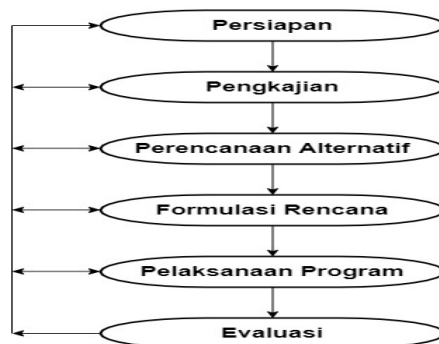 Persiapan
Pengkajian
Perencanaan Alternatif
Formulasi Rencana
Pelaksanaan Program
Evaluasi